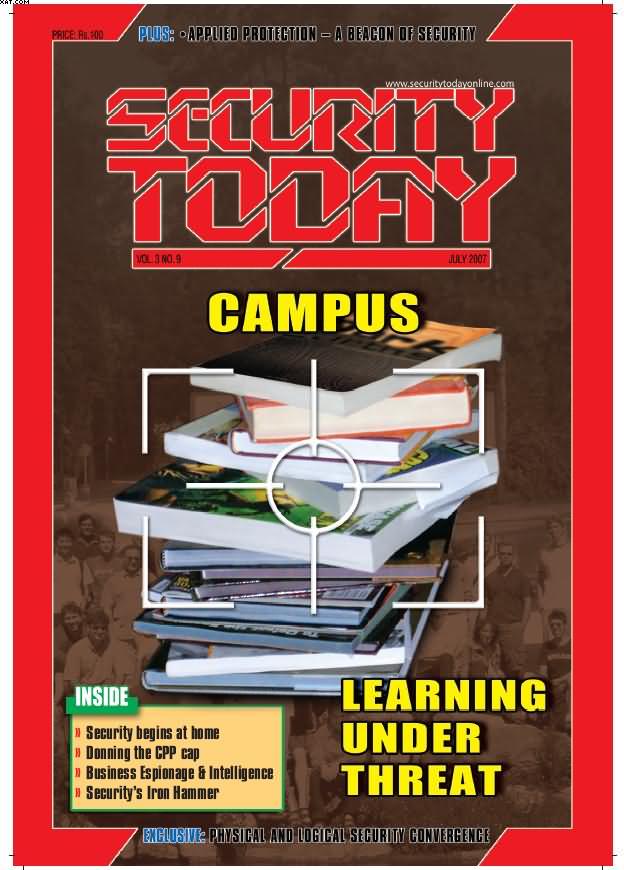 XAT.COM
PRICE: Rs.100
PLUS: • APPLIED PROTECTION – A BEACON OF SECURITY
www.securitytodayonline.com
SECURITY
TODAY
VOL. 3 NO. 9
JULY 2007
CAMPUS
LEARNING
UNDER
THREAT
INSIDE
» Security begins at home
» Donning the CPP cap
» Business Espionage & Intelligence
» Security's Iron Hammer
EXCLUSIVE: PHYSICAL AND LOGICAL SECURITY CONVERGENCE